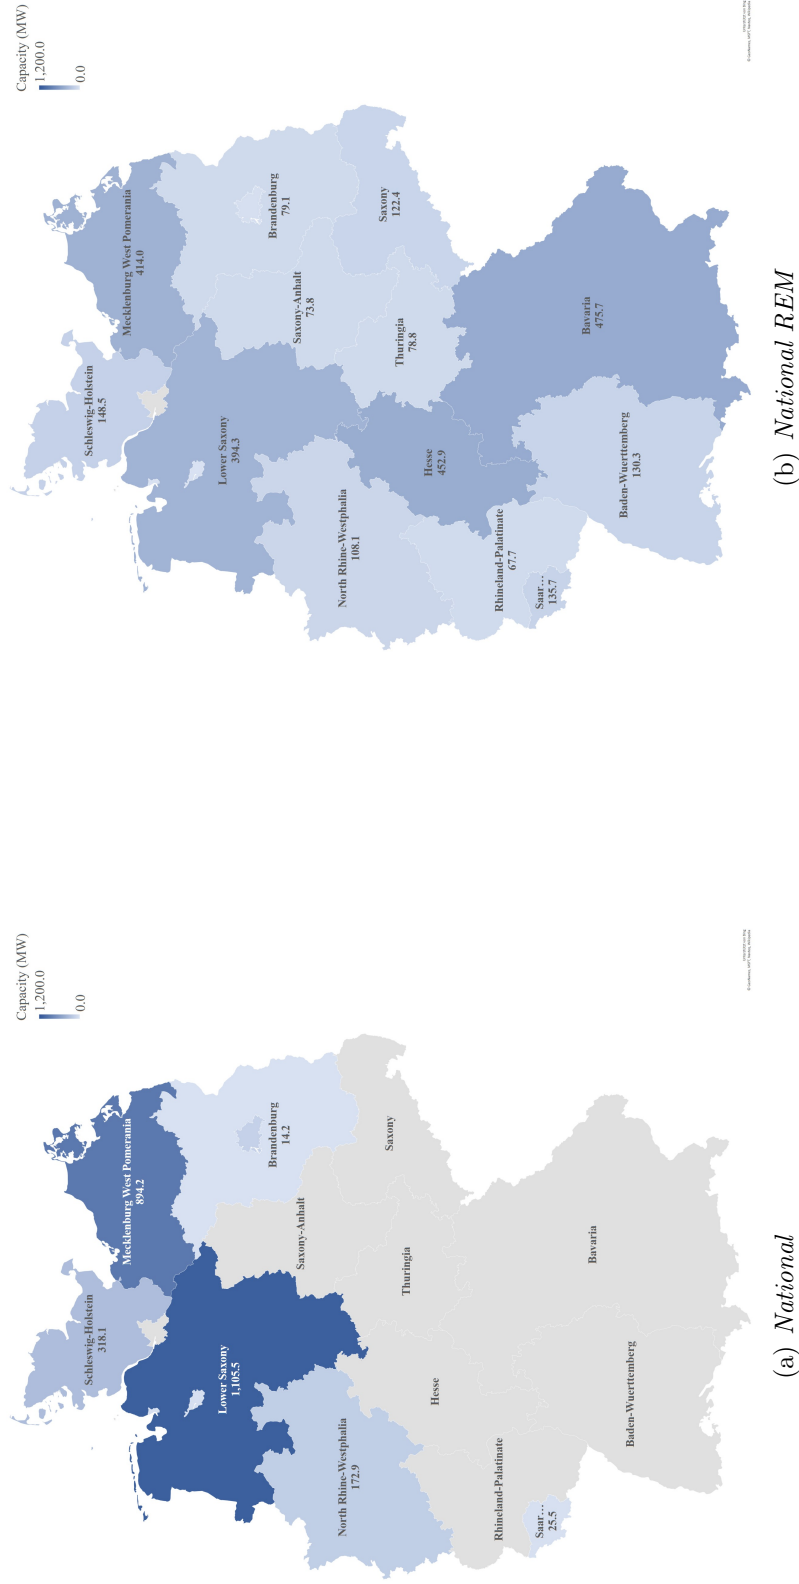 Capacity (MW)
1,200.0
0.0
Schleswig-Holstein
318.1
Mecklenburg West Pomerania
894.2
Lower Saxony
1,105.5
Brandenburg
14.2
Saxony-Anhalt
North Rhine-Westphalia
172.9
Saxony
Thuringia
Hesse
Rhineland-Palatinate
Saar...
25.5
Bavaria
Baden-Wuerttemberg
(a) National
Capacity (MW)
1,200.0
0.0
Schleswig-Holstein
148.5
Mecklenburg West Pomerania
414.0
Lower Saxony
394.3
Brandenburg
79.1
Saxony-Anhalt
73.8
North Rhine-Westphalia
108.1
Saxony
122.4
Thuringia
78.8
Hesse
452.9
Rhineland-Palatinate
67.7
Saar...
135.7
Bavaria
475.7
Baden-Wuerttemberg
130.3
(b) National REM